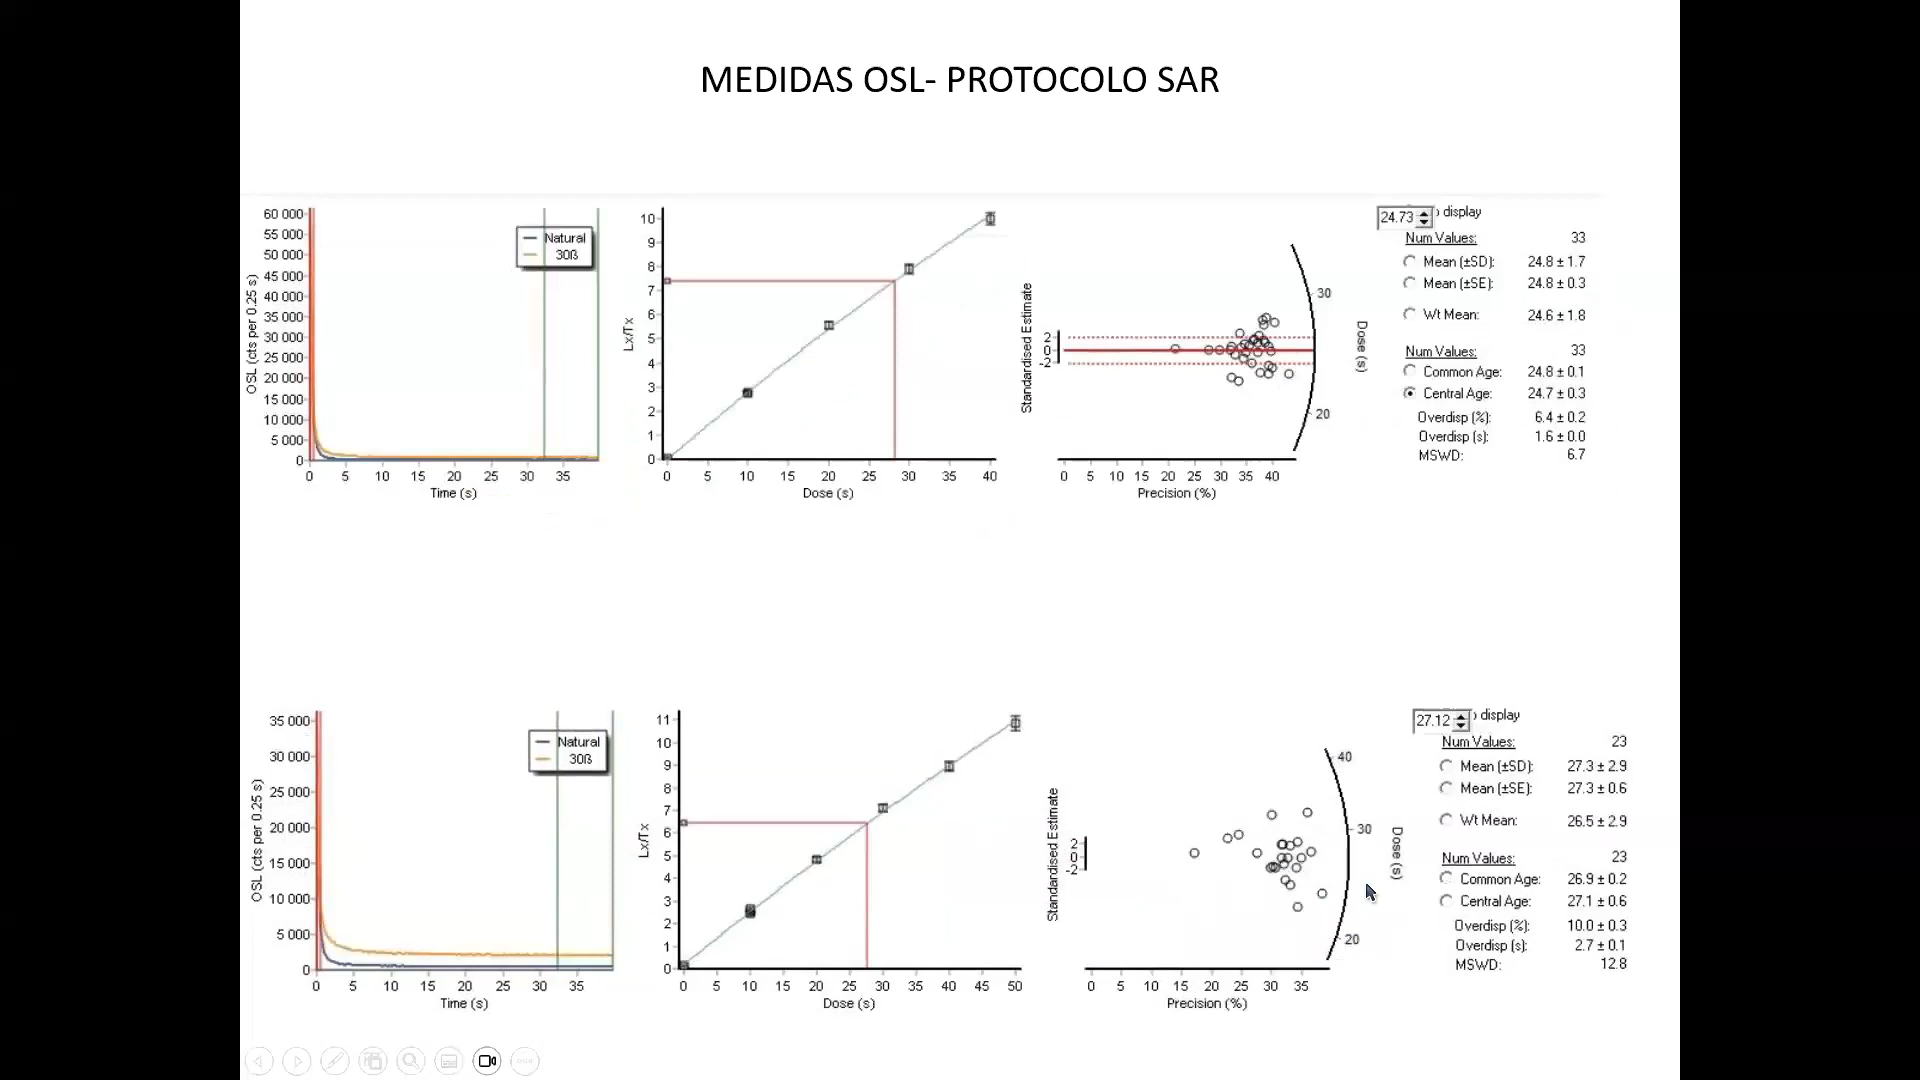 MEDIDAS OSL- PROTOCOLO SAR
60 000
55 000
50 000
45 000
40 000
35 000
30 000
25 000
20 000
15 000
10 000
5 000
0
OSL (cts per 0.25 s)
Natural
30ß
0 5 10 15 20 25 30 35
Time (s)
10
9
8
7
6
5
4
3
2
1
0
Lx/Tx
0 5 10 15 20 25 30 35 40
Dose (s)
Standardised Estimate
2
0
-2
30
20
Dose (s)
0 5 10 15 20 25 30 35 40
Precision (%)
24.73 display
Num Values: 33
Mean (±SD): 24.8 ± 1.7
Mean (±SE): 24.8 ± 0.3
Wt Mean: 24.6 ± 1.8
Num Values: 33
Common Age: 24.8 ± 0.1
Central Age: 24.7 ± 0.3
Overdisp (%): 6.4 ± 0.2
Overdisp (s): 1.6 ± 0.0
MSWD: 6.7
35 000
30 000
25 000
20 000
15 000
10 000
5 000
0
OSL (cts per 0.25 s)
Natural
30ß
0 5 10 15 20 25 30 35
Time (s)
11
10
9
8
7
6
5
4
3
2
1
0
Lx/Tx
0 5 10 15 20 25 30 35 40 45 50
Dose (s)
Standardised Estimate
2
0
-2
40
30
20
Dose (s)
0 5 10 15 20 25 30 35
Precision (%)
27.12 display
Num Values: 23
Mean (±SD): 27.3 ± 2.9
Mean (±SE): 27.3 ± 0.6
Wt Mean: 26.5 ± 2.9
Num Values: 23
Common Age: 26.9 ± 0.2
Central Age: 27.1 ± 0.6
Overdisp (%): 10.0 ± 0.3
Overdisp (s): 2.7 ± 0.1
MSWD: 12.8